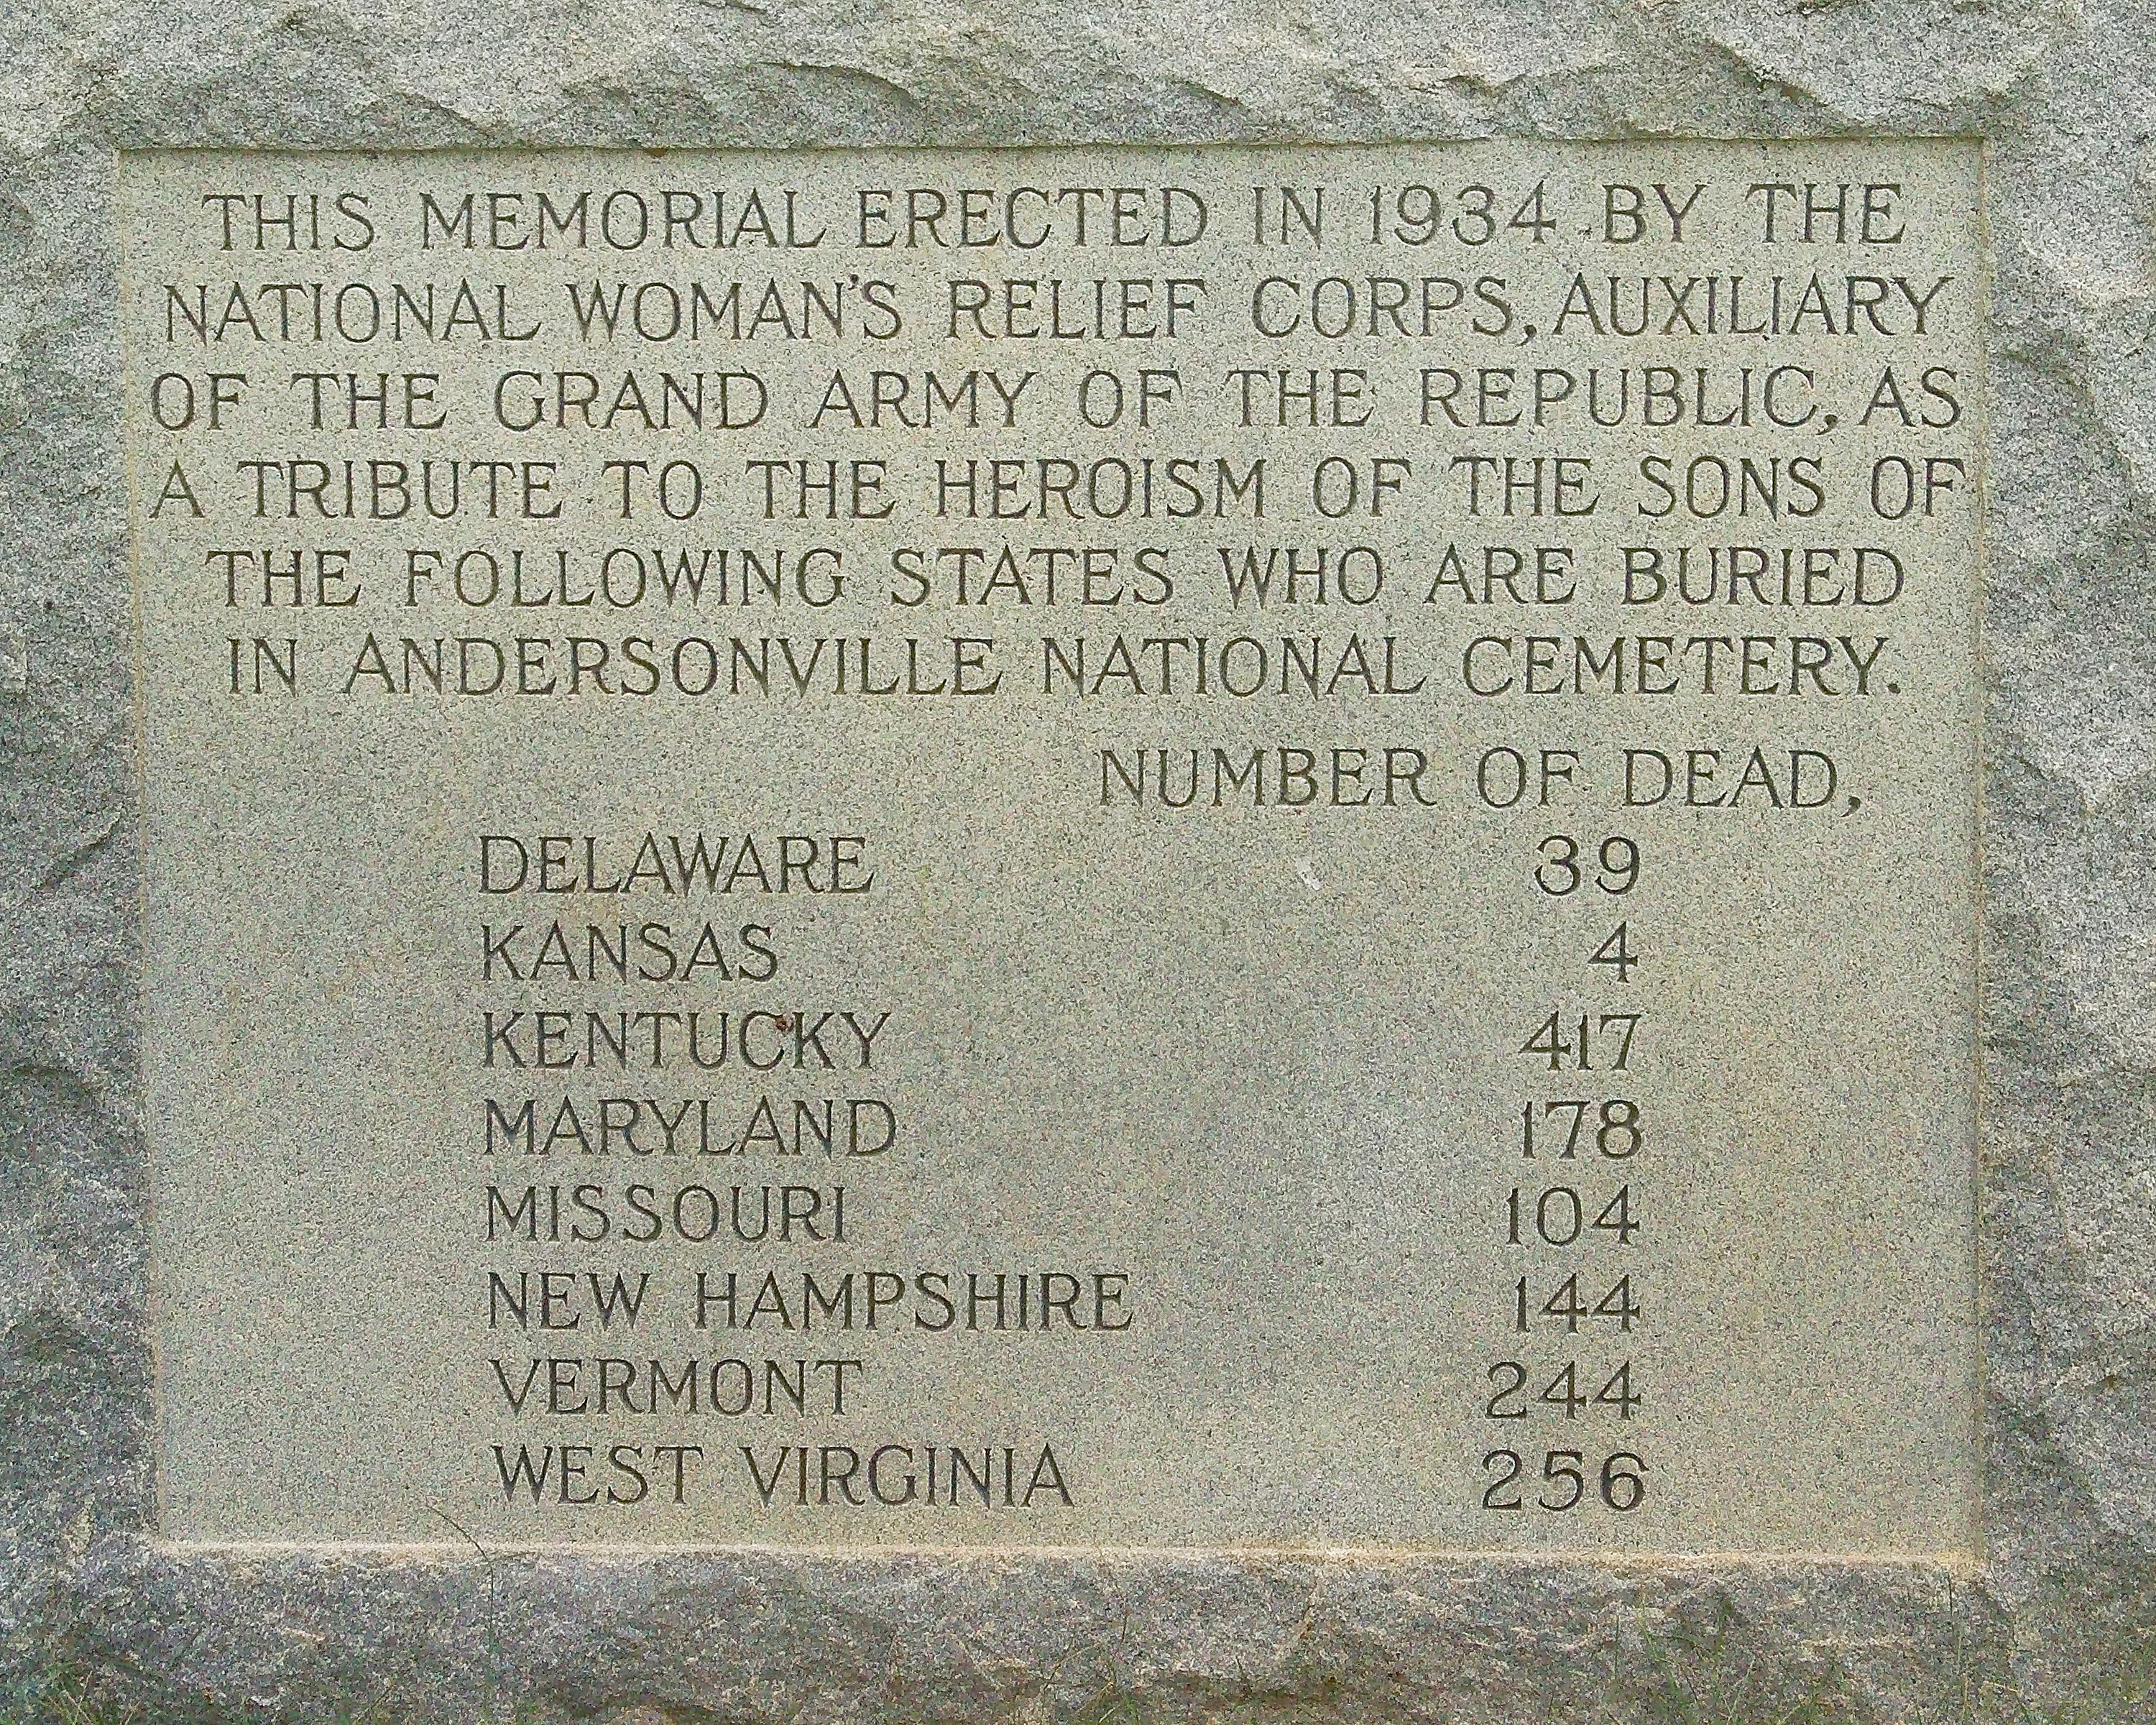 THIS MEMORIAL ERECTED IN 1934 BY THE
NATIONAL WOMAN'S RELIEF CORPS, AUXILIARY
OF THE GRAND ARMY OF THE REPUBLIC, AS
A TRIBUTE TO THE HEROISM OF THE SONS OF
THE FOLLOWING STATES WHO ARE BURIED
IN ANDERSONVILLE NATIONAL CEMETERY.
NUMBER OF DEAD,
DELAWARE 39
KANSAS 4
KENTUCKY 417
MARYLAND 178
MISSOURI 104
NEW HAMPSHIRE 144
VERMONT 244
WEST VIRGINIA 256